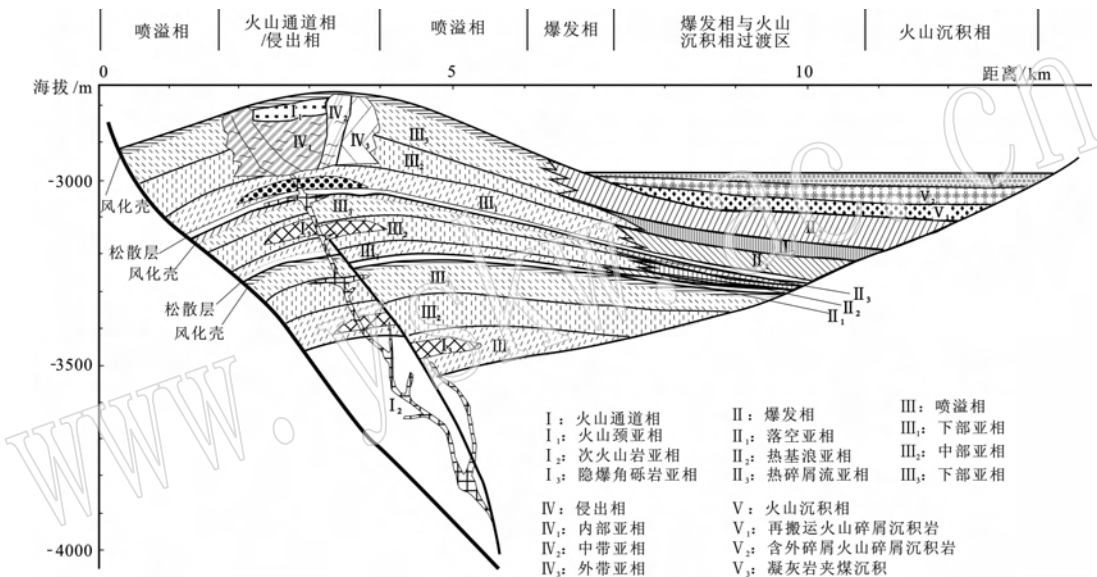 喷溢相 火山通道相/侵出相 喷溢相 爆发相 爆发相与火山沉积相过渡区 火山沉积相
0 5 10 距离/km
海拔/m
-3000
-3500
-4000
风化壳
松散层
风化壳
松散层
风化壳
Ⅰ₁
Ⅳ₂
Ⅳ₁
Ⅳ₃
Ⅲ₃
Ⅲ₂
Ⅲ₁
Ⅲ₂
Ⅲ
Ⅲ₂
Ⅰ₁
Ⅲ
Ⅰ₂
Ⅱ₃
Ⅱ₂
Ⅱ₁
Ⅰ：火山通道相
Ⅰ₁：火山颈亚相
Ⅰ₂：次火山岩亚相
Ⅰ₃：隐爆角砾岩亚相
Ⅱ：爆发相
Ⅱ₁：落空亚相
Ⅱ₂：热基浪亚相
Ⅱ₃：热碎屑流亚相
Ⅲ：喷溢相
Ⅲ₁：下部亚相
Ⅲ₂：中部亚相
Ⅲ₃：下部亚相
Ⅳ：侵出相
Ⅳ₁：内部亚相
Ⅳ₂：中带亚相
Ⅳ₃：外带亚相
Ⅴ：火山沉积相
Ⅴ₁：再搬运火山碎屑沉积岩
Ⅴ₂：含外碎屑火山碎屑沉积岩
Ⅴ₃：凝灰岩夹煤沉积